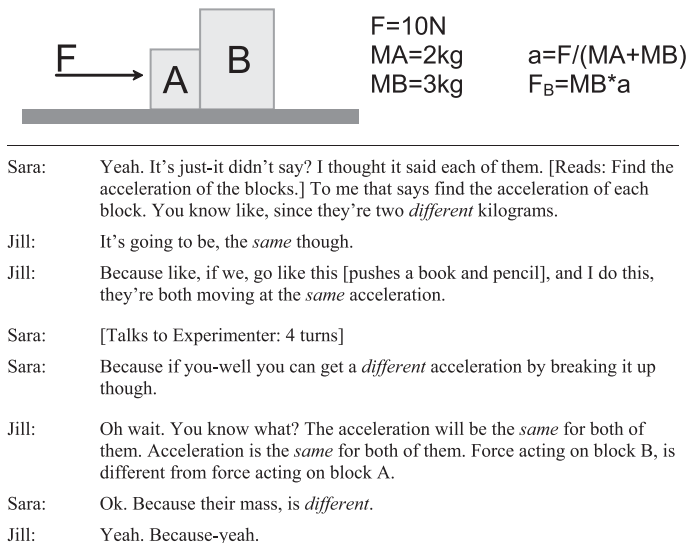 F
A
B
F=10N
MA=2kg
MB=3kg
a=F/(MA+MB)
F_B=MB*a
Sara: Yeah. It's just-it didn't say? I thought it said each of them. [Reads: Find the
acceleration of the blocks.] To me that says find the acceleration of each
block. You know like, since they're two different kilograms.
Jill: It's going to be, the same though.
Jill: Because like, if we, go like this [pushes a book and pencil], and I do this,
they're both moving at the same acceleration.
Sara: [Talks to Experimenter: 4 turns]
Sara: Because if you-well you can get a different acceleration by breaking it up
though.
Jill: Oh wait. You know what? The acceleration will be the same for both of
them. Acceleration is the same for both of them. Force acting on block B, is
different from force acting on block A.
Sara: Ok. Because their mass, is different.
Jill: Yeah. Because-yeah.